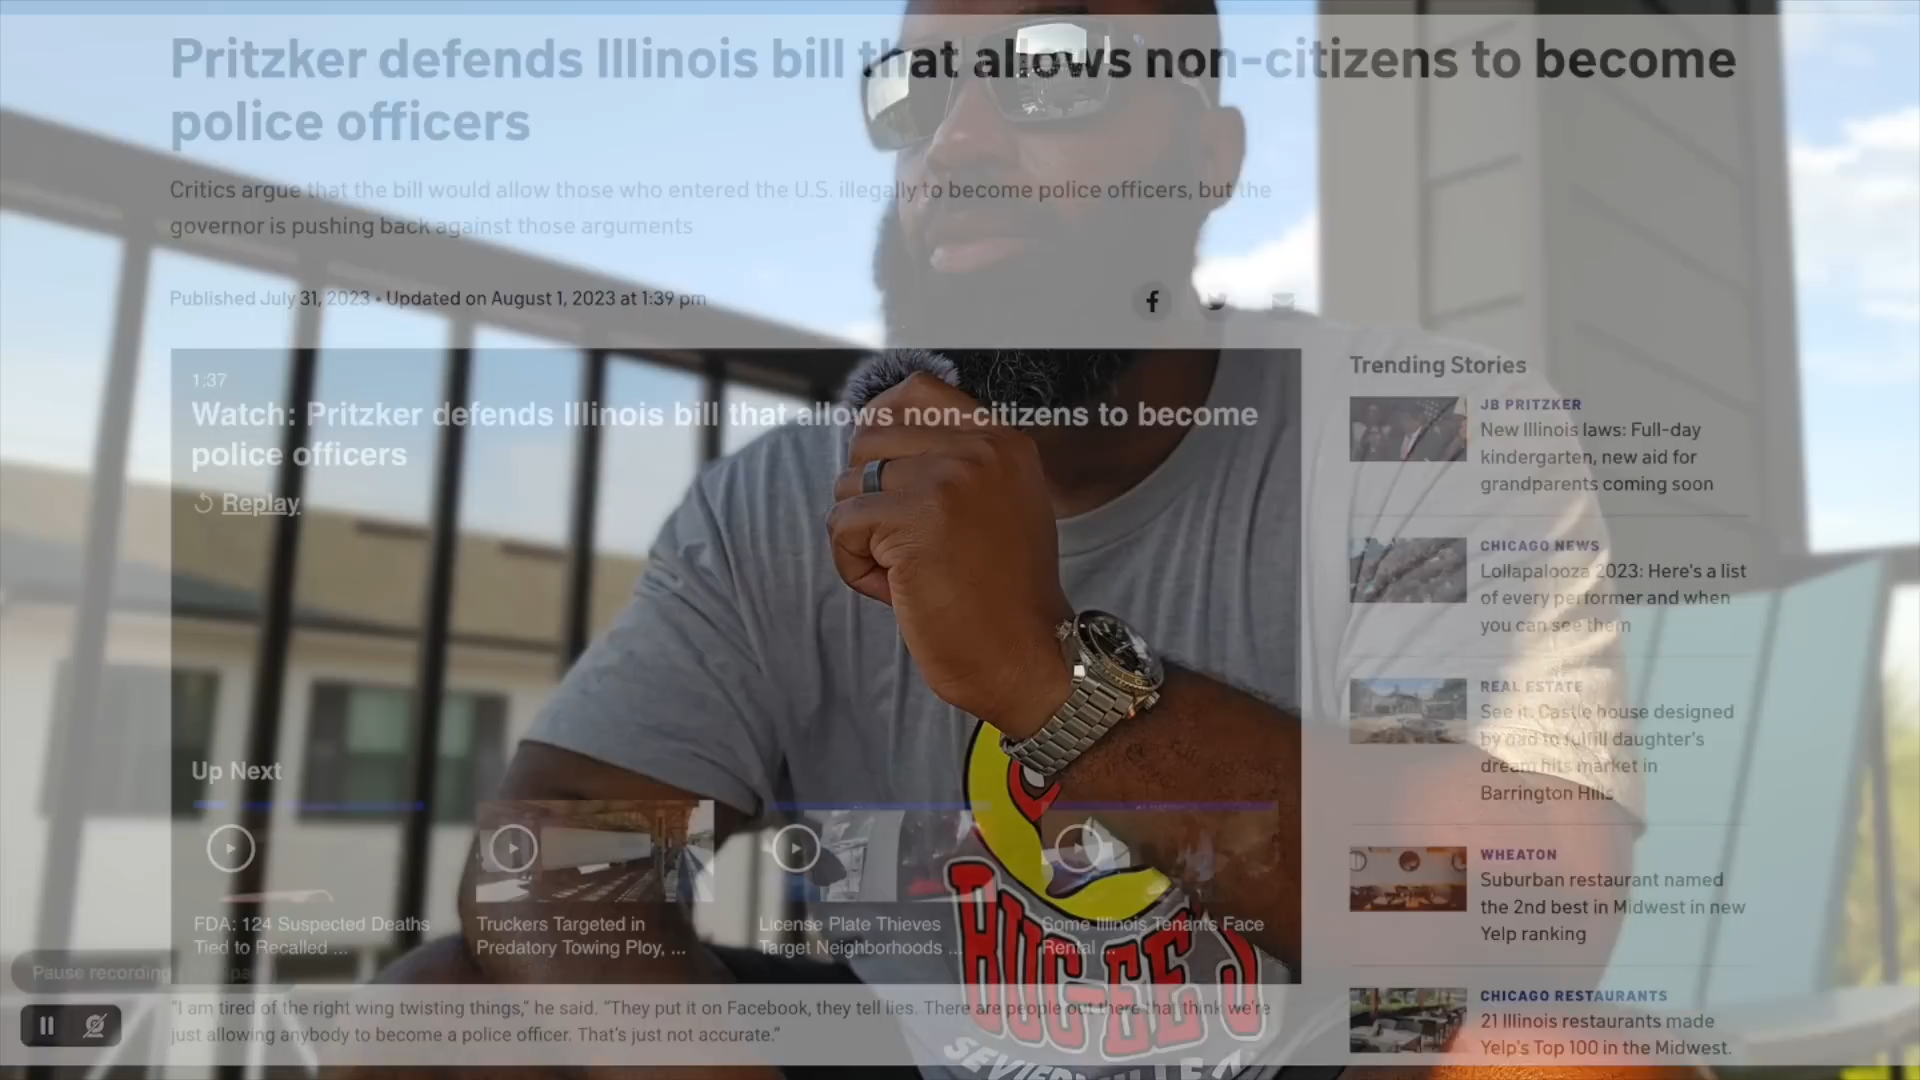 Pritzker defends Illinois bill that allows non-citizens to become
police officers
Critics argue that the bill would allow those who entered the U.S. illegally to become police officers, but the
governor is pushing back against those arguments
Published July 31, 2023 • Updated on August 1, 2023 at 1:39 pm
1:37
Watch: Pritzker defends Illinois bill that allows non-citizens to become
police officers
Replay
Up Next
FDA: 124 Suspected Deaths
Tied to Recalled ...
Truckers Targeted in
Predatory Towing Ploy, ...
License Plate Thieves
Target Neighborhoods ...
Some Illinois Tenants Face
Rental ...
Pause recording
"I am tired of the right wing twisting things," he said. "They put it on Facebook, they tell lies. There are people out there that think we're
just allowing anybody to become a police officer. That's just not accurate."
Trending Stories
JB PRITZKER
New Illinois laws: Full-day
kindergarten, new aid for
grandparents coming soon
CHICAGO NEWS
Lollapalooza 2023: Here's a list
of every performer and when
you can see them
REAL ESTATE
See it: Castle house designed
by dad to fulfill daughter's
dream hits market in
Barrington Hills
WHEATON
Suburban restaurant named
the 2nd best in Midwest in new
Yelp ranking
CHICAGO RESTAURANTS
21 Illinois restaurants made
Yelp's Top 100 in the Midwest.
BUC-EE'S